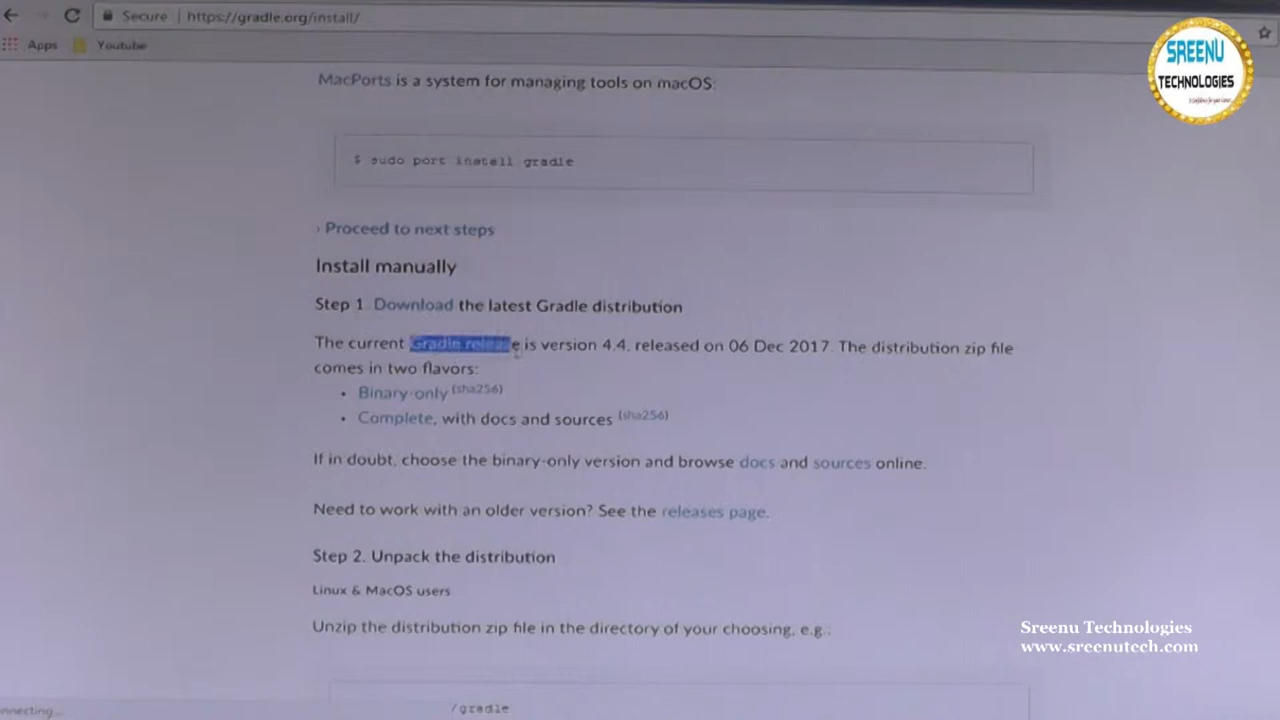 Secure | https://gradle.org/install/
Apps Youtube
SREENU
TECHNOLOGIES
MacPorts is a system for managing tools on macOS:
$ sudo port install gradle
› Proceed to next steps
Install manually
Step 1. Download the latest Gradle distribution
The current Gradle release is version 4.4, released on 06 Dec 2017. The distribution zip file
comes in two flavors:
• Binary-only (sha256)
• Complete, with docs and sources (sha256)
If in doubt, choose the binary-only version and browse docs and sources online.
Need to work with an older version? See the releases page.
Step 2. Unpack the distribution
Linux & MacOS users
Unzip the distribution zip file in the directory of your choosing, e.g.:
Sreenu Technologies
www.sreenutech.com
/gradle